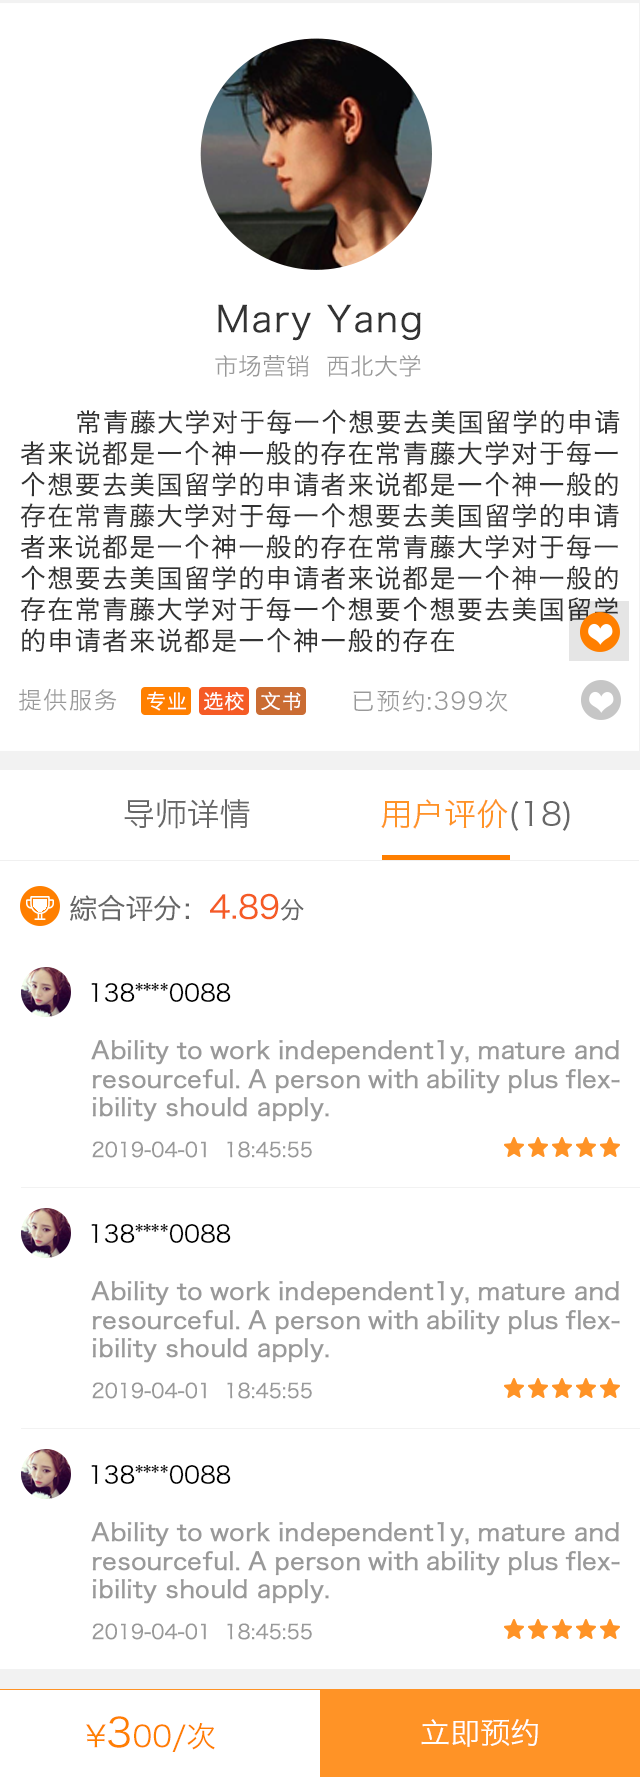 Mary Yang
市场营销 西北大学
常青藤大学对于每一个想要去美国留学的申请
者来说都是一个神一般的存在常青藤大学对于每一
个想要去美国留学的申请者来说都是一个神一般的
存在常青藤大学对于每一个想要去美国留学的申请
者来说都是一个神一般的存在常青藤大学对于每一
个想要去美国留学的申请者来说都是一个神一般的
存在常青藤大学对于每一个想要个想要去美国留学
的申请者来说都是一个神一般的存在
提供服务 专业 选校 文书 已预约:399次
导师详情 用户评价(18)
綜合评分：4.89分
138****0088
Ability to work independent1y, mature and
resourceful. A person with ability plus flex-
ibility should apply.
2019-04-01 18:45:55
138****0088
Ability to work independent1y, mature and
resourceful. A person with ability plus flex-
ibility should apply.
2019-04-01 18:45:55
138****0088
Ability to work independent1y, mature and
resourceful. A person with ability plus flex-
ibility should apply.
2019-04-01 18:45:55
¥300/次 立即预约